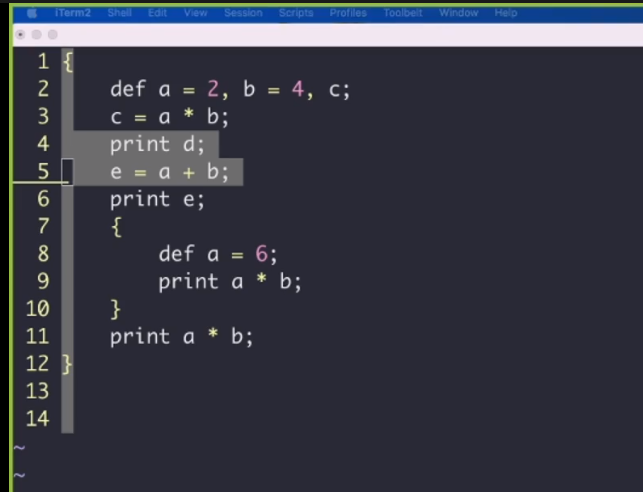 iTerm2 Shell Edit View Session Scripts Profiles Toolbelt Window Help
1 {
2     def a = 2, b = 4, c;
3     c = a * b;
4     print d;
5     e = a + b;
6     print e;
7     {
8         def a = 6;
9         print a * b;
10     }
11     print a * b;
12 }
13
14
~
~